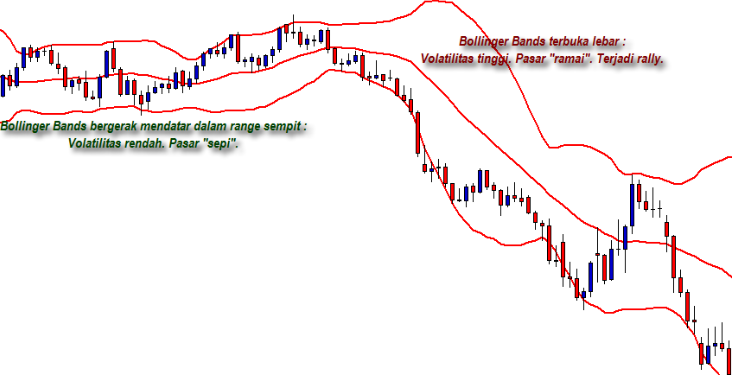 Bollinger Bands terbuka lebar :
Volatilitas tinggi. Pasar "ramai". Terjadi rally.
Bollinger Bands bergerak mendatar dalam range sempit :
Volatilitas rendah. Pasar "sepi".